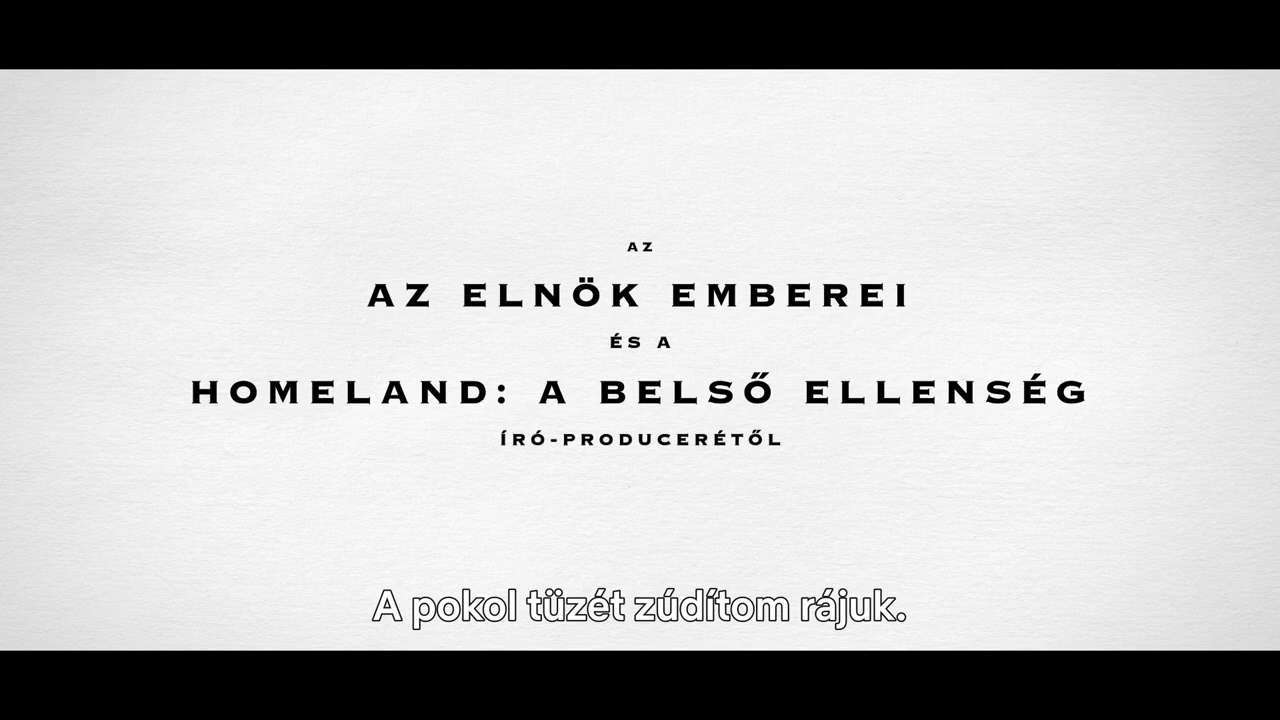 AZ
AZ ELNÖK EMBEREI
ÉS A
HOMELAND: A BELSŐ ELLENSÉG
ÍRÓ-PRODUCERÉTŐL
A pokol tüzét zúdítom rájuk.